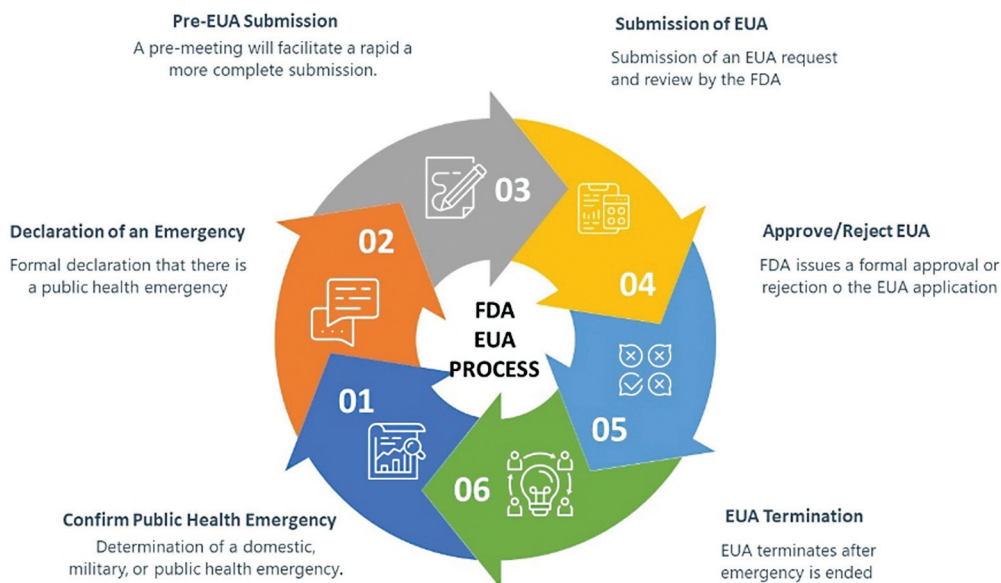 Pre-EUA Submission
A pre-meeting will facilitate a rapid a
more complete submission.
Submission of EUA
Submission of an EUA request
and review by the FDA
Declaration of an Emergency
Formal declaration that there is
a public health emergency
Approve/Reject EUA
FDA issues a formal approval or
rejection o the EUA application
Confirm Public Health Emergency
Determination of a domestic,
military, or public health emergency.
EUA Termination
EUA terminates after
emergency is ended
FDA
EUA
PROCESS
01
02
03
04
05
06